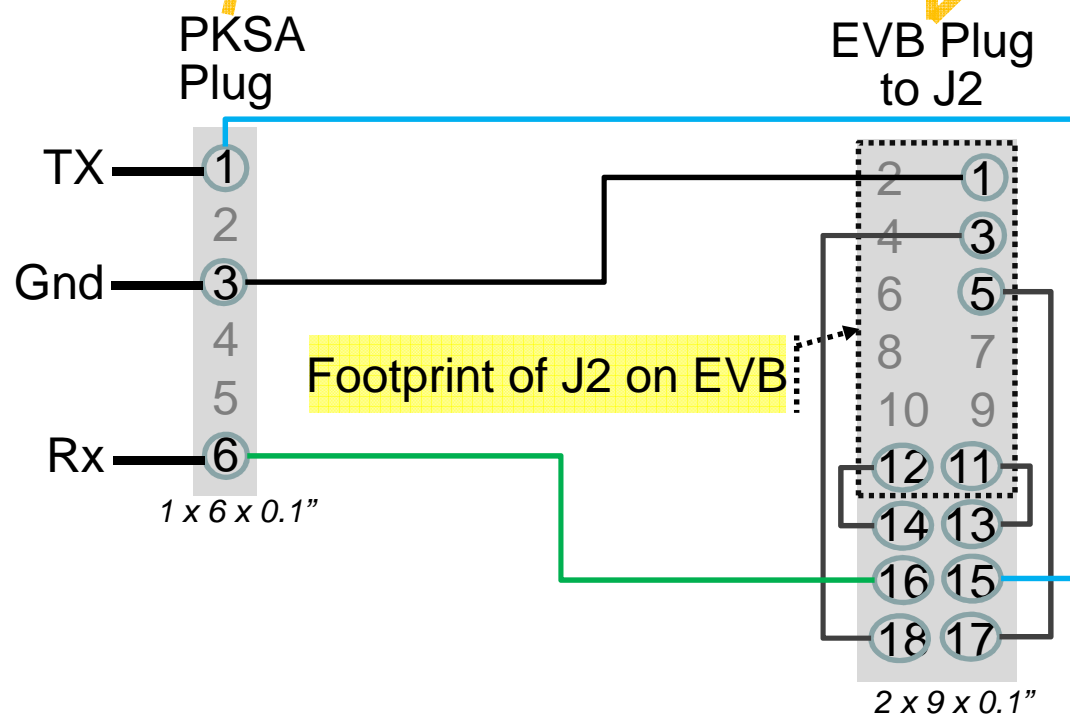 PKSA
Plug
EVB Plug
to J2
TX
1
2
Gnd
3
4
5
Rx
6
1 x 6 x 0.1”
Footprint of J2 on EVB
2 1
4 3
6 5
8 7
10 9
12 11
14 13
16 15
18 17
2 x 9 x 0.1”